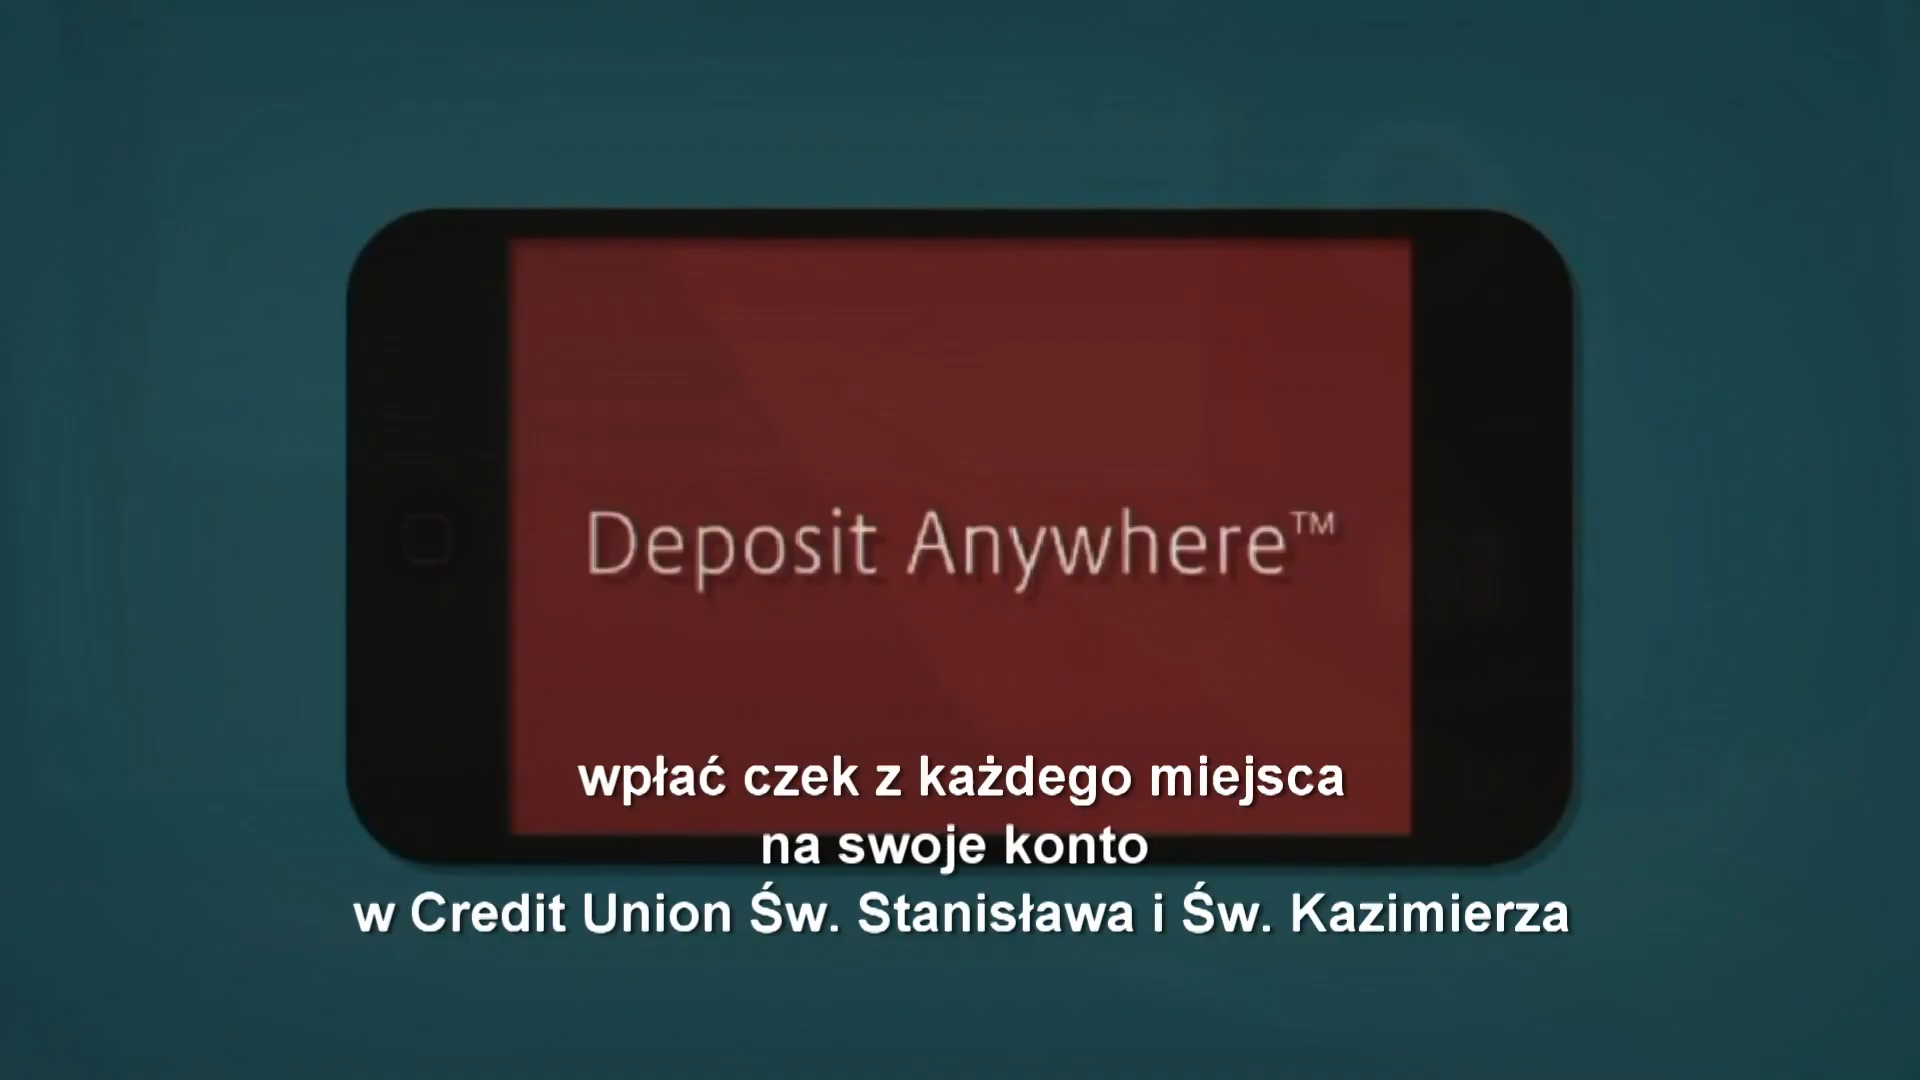 Deposit Anywhere™
wpłać czek z każdego miejsca
na swoje konto
w Credit Union Św. Stanisława i Św. Kazimierza